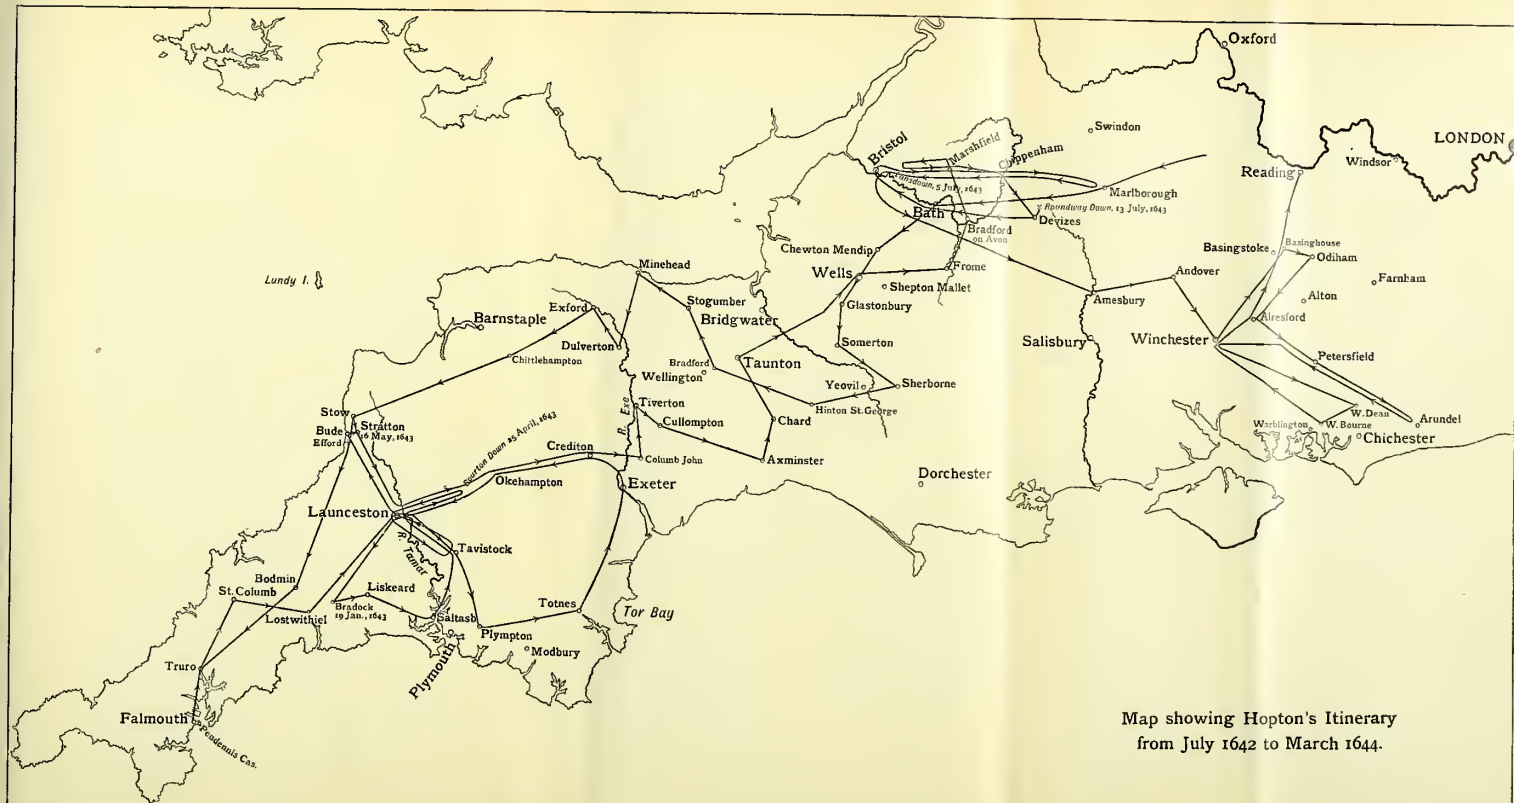 Oxford
Swindon
LONDON
Windsor
Reading
Bristol
Marshfield
Chippenham
Lansdown, 5 July, 1643
Marlborough
Roundway Down, 13 July, 1643
Devizes
Bath
Bradford
on Avon
Chewton Mendip
Wells
Frome
Shepton Mallet
Glastonbury
Basingstoke
Basinghouse
Odiham
Farnham
Andover
Amesbury
Alton
Alresford
Lundy I.
Minehead
Exford
Stogumber
Bridgwater
Barnstaple
Dulverton
Chittlehampton
Bradford
Wellington
Taunton
Somerton
Salisbury
Winchester
Petersfield
Yeovil
Sherborne
Hinton St. George
Stow
Stratton
16 May, 1643
Bude
Efford
R. Exe
Tiverton
Cullompton
Chard
W. Dean
Arundel
Warblington
W. Bourne
Chichester
Sourton Down 25 April, 1643
Crediton
Columb John
Axminster
Okehampton
Exeter
Dorchester
Launceston
R. Tamar
Tavistock
Bodmin
St. Columb
Liskeard
Bradock
19 Jan., 1643
Lostwithiel
Saltash
Totnes
Tor Bay
Plympton
Plymouth
Modbury
Truro
Falmouth
Pendennis Cas.
Map showing Hopton's Itinerary
from July 1642 to March 1644.